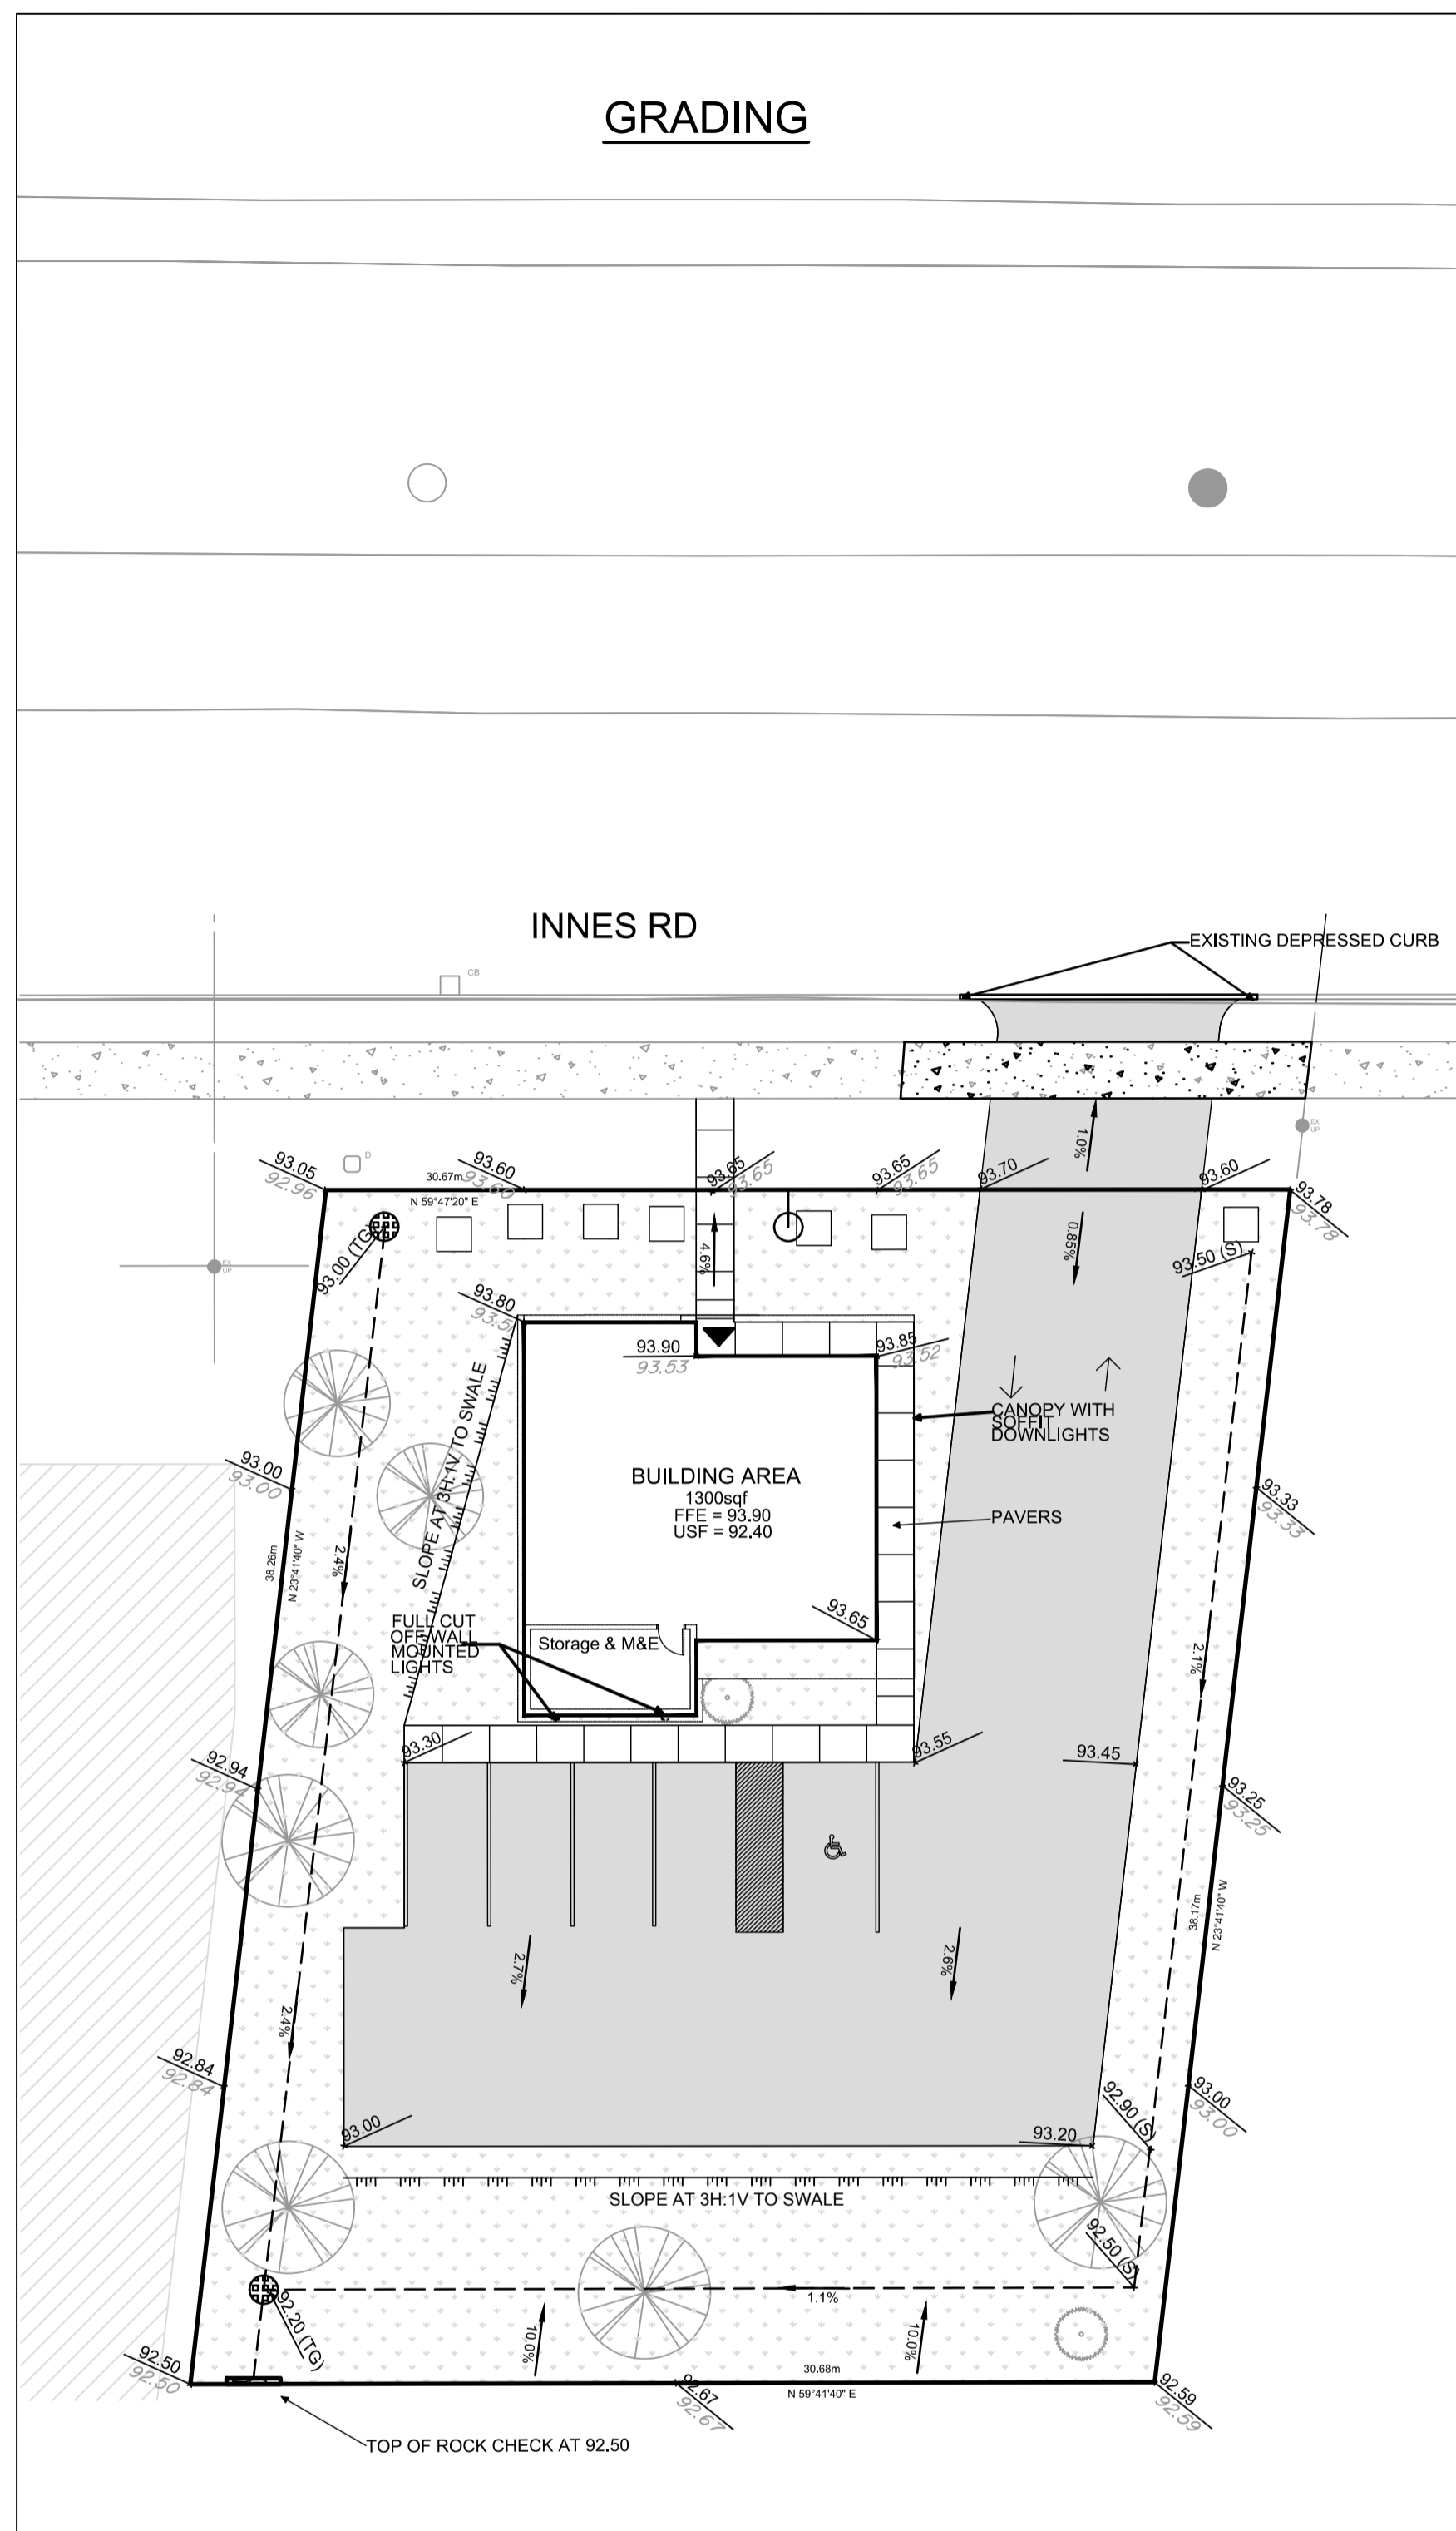 GRADING
INNES RD
EXISTING DEPRESSED CURB
CB
EX
UP
1.0%
D
93.05
92.96
30.67m
N 59°47'20" E
93.60
93.60
93.65
93.65
93.65
93.65
93.70
93.60
93.78
93.78
93.00 (TG)
4.6%
0.85%
93.50 (S)
EX
UP
93.80
93.90
93.53
93.85
93.52
CANOPY WITH
SOFFIT
DOWNLIGHTS
SLOPE AT 3H:1V TO SWALE
BUILDING AREA
1300sqf
FFE = 93.90
USF = 92.40
PAVERS
93.00
93.00
93.33
93.33
38.26m
N 23°41'40" W
2.4%
FULL CUT
OFF WALL
MOUNTED
LIGHTS
Storage & M&E
93.65
2.1%
93.30
93.55
93.45
92.94
92.94
93.25
93.25
38.17m
N 23°41'40" W
2.7%
2.6%
2.4%
92.84
92.84
93.00
93.00
93.00
93.20
92.90 (S)
SLOPE AT 3H:1V TO SWALE
92.50 (S)
1.1%
92.20 (TG)
10.0%
10.0%
92.50
92.50
30.68m
N 59°41'40" E
92.67
92.67
92.59
92.59
TOP OF ROCK CHECK AT 92.50